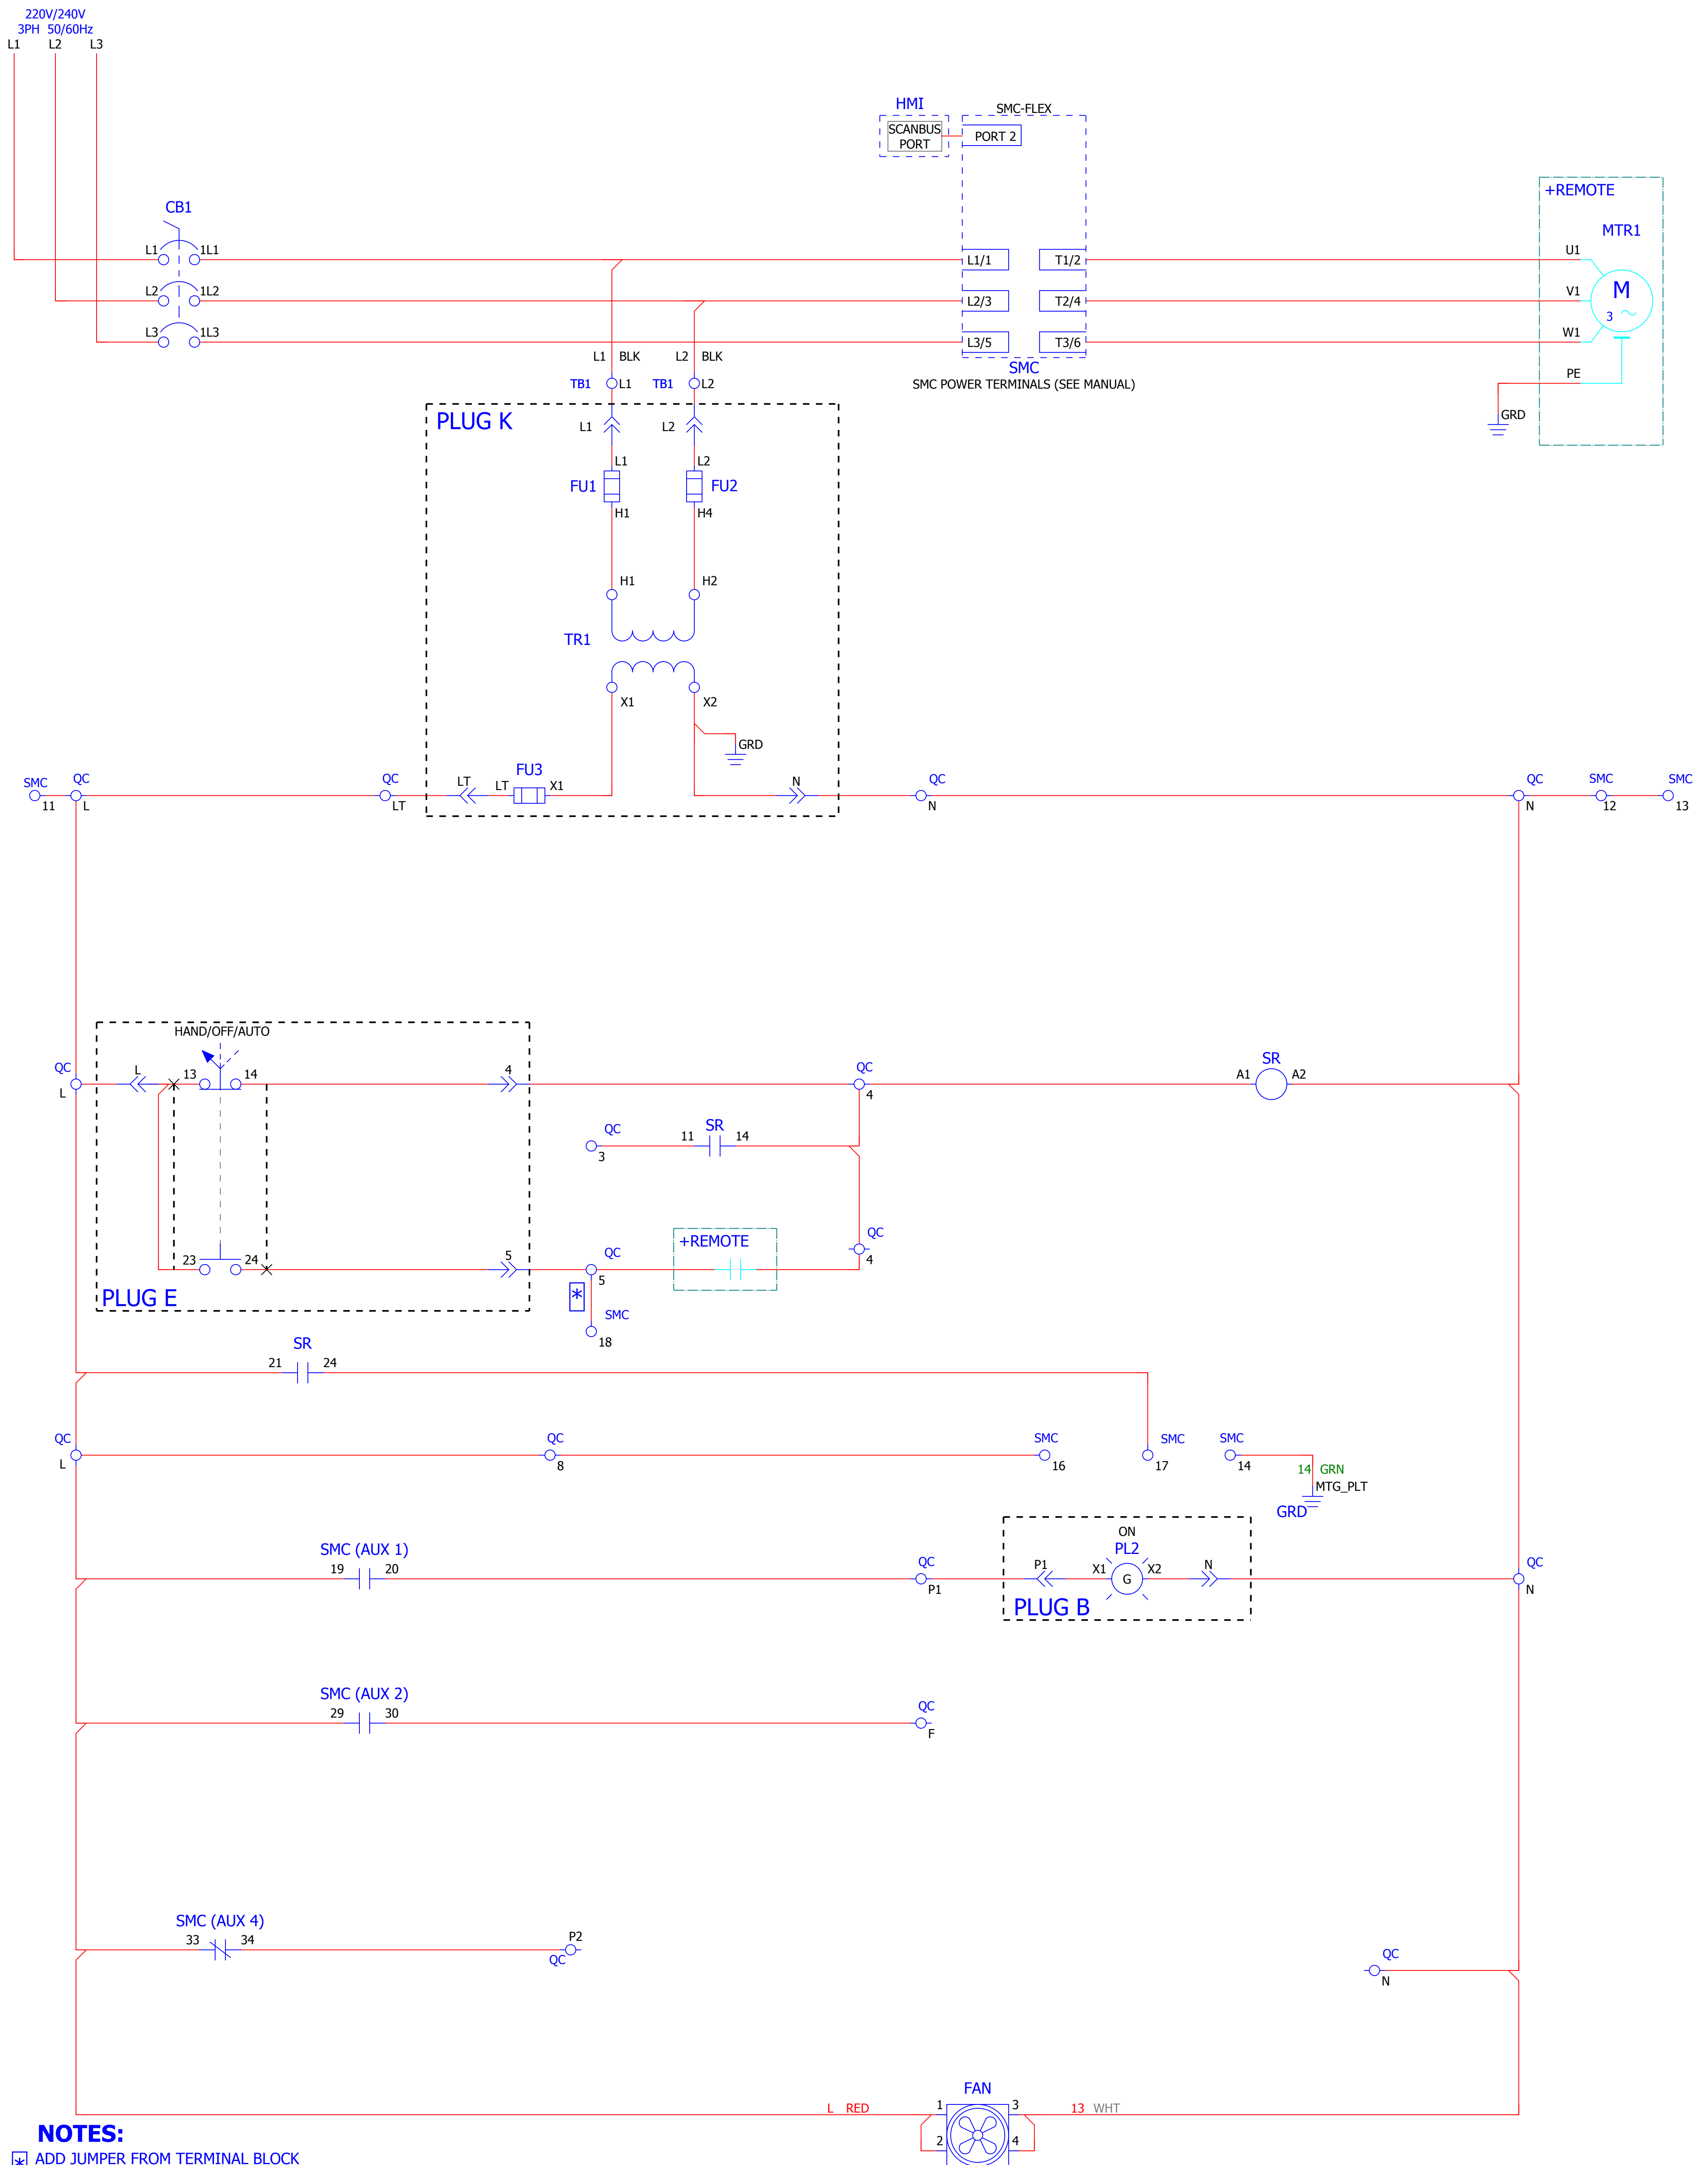 220V/240V
3PH 50/60Hz
L1 L2 L3
HMI
SCANBUS
PORT
SMC-FLEX
PORT 2
+REMOTE
MTR1
CB1
L1 1L1
L2 1L2
L3 1L3
L1/1 T1/2
L2/3 T2/4
L3/5 T3/6
SMC
SMC POWER TERMINALS (SEE MANUAL)
U1
V1
W1
M
3
PE
GRD
L1 BLK L2 BLK
TB1 L1 TB1 L2
PLUG K
L1 L2
L1 L2
FU1 FU2
H1 H4
H1 H2
TR1
X1 X2
GRD
SMC QC QC LT LT FU3 X1 N QC QC SMC SMC
11 L LT N N 12 13
HAND/OFF/AUTO
QC L 13 14 4 QC SR
L 4 A1 A2
QC 11 SR 14
3
QC
4
+REMOTE
23 24 5 QC
5
PLUG E
*
SMC
18
SR
21 24
QC QC SMC SMC SMC
L 8 16 17 14
14 GRN
MTG_PLT
GRD
ON
PL2
SMC (AUX 1)
19 20 QC P1 X1 G X2 N QC
P1 N
PLUG B
SMC (AUX 2)
29 30 QC
F
SMC (AUX 4)
33 34 P2
QC
QC
N
FAN
L RED 1 3 13 WHT
2 4
NOTES:
* ADD JUMPER FROM TERMINAL BLOCK